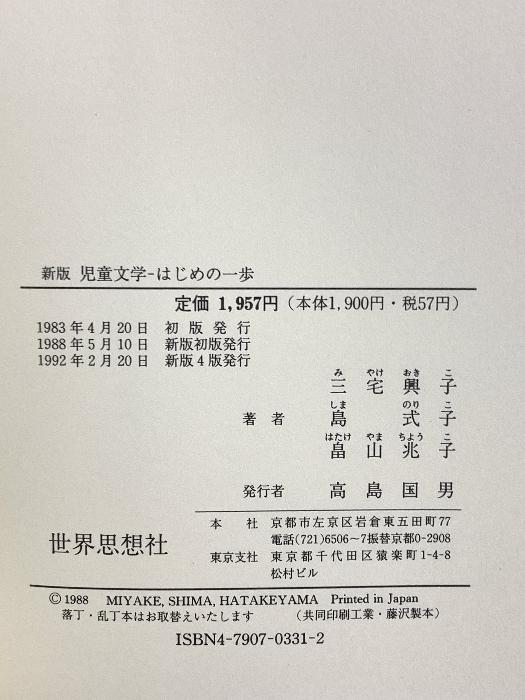 新版 児童文学-はじめの一歩
定価 1,957円(本体1,900円・税57円)
1983年4月20日 初版発行
1988年5月10日 新版初版発行
1992年2月20日 新版4版発行
み やけ おき こ
三宅興子
しま のり こ
著者 島式子
はたけ やま ちよう こ
畠山兆子
発行者 高島国男
世界思想社
本社 京都市左京区岩倉東五田町77
電話(721)6506~7振替京都0-2908
東京支社 東京都千代田区猿楽町1-4-8
松村ビル
©1988 MIYAKE, SHIMA, HATAKEYAMA Printed in Japan
落丁・乱丁本はお取替えいたします (共同印刷工業・藤沢製本)
ISBN4-7907-0331-2